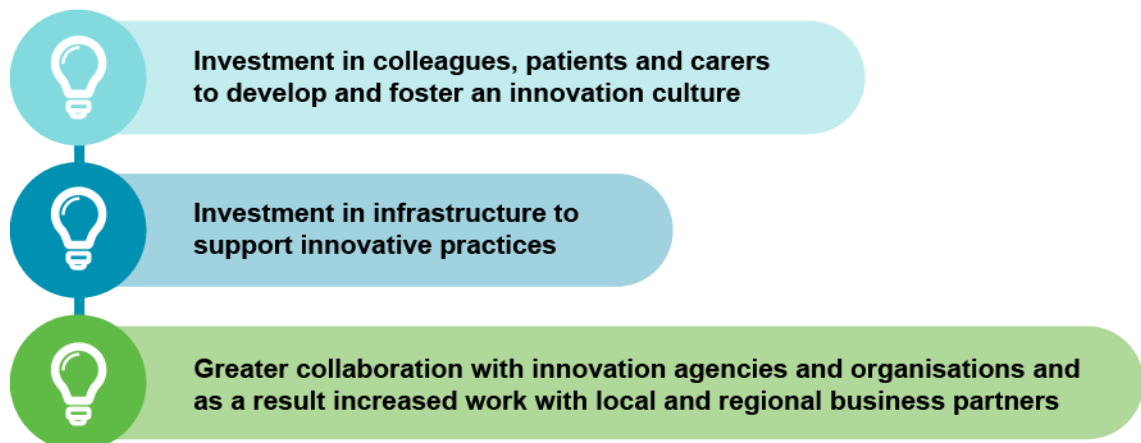 Investment in colleagues, patients and carers
to develop and foster an innovation culture
Investment in infrastructure to
support innovative practices
Greater collaboration with innovation agencies and organisations and
as a result increased work with local and regional business partners